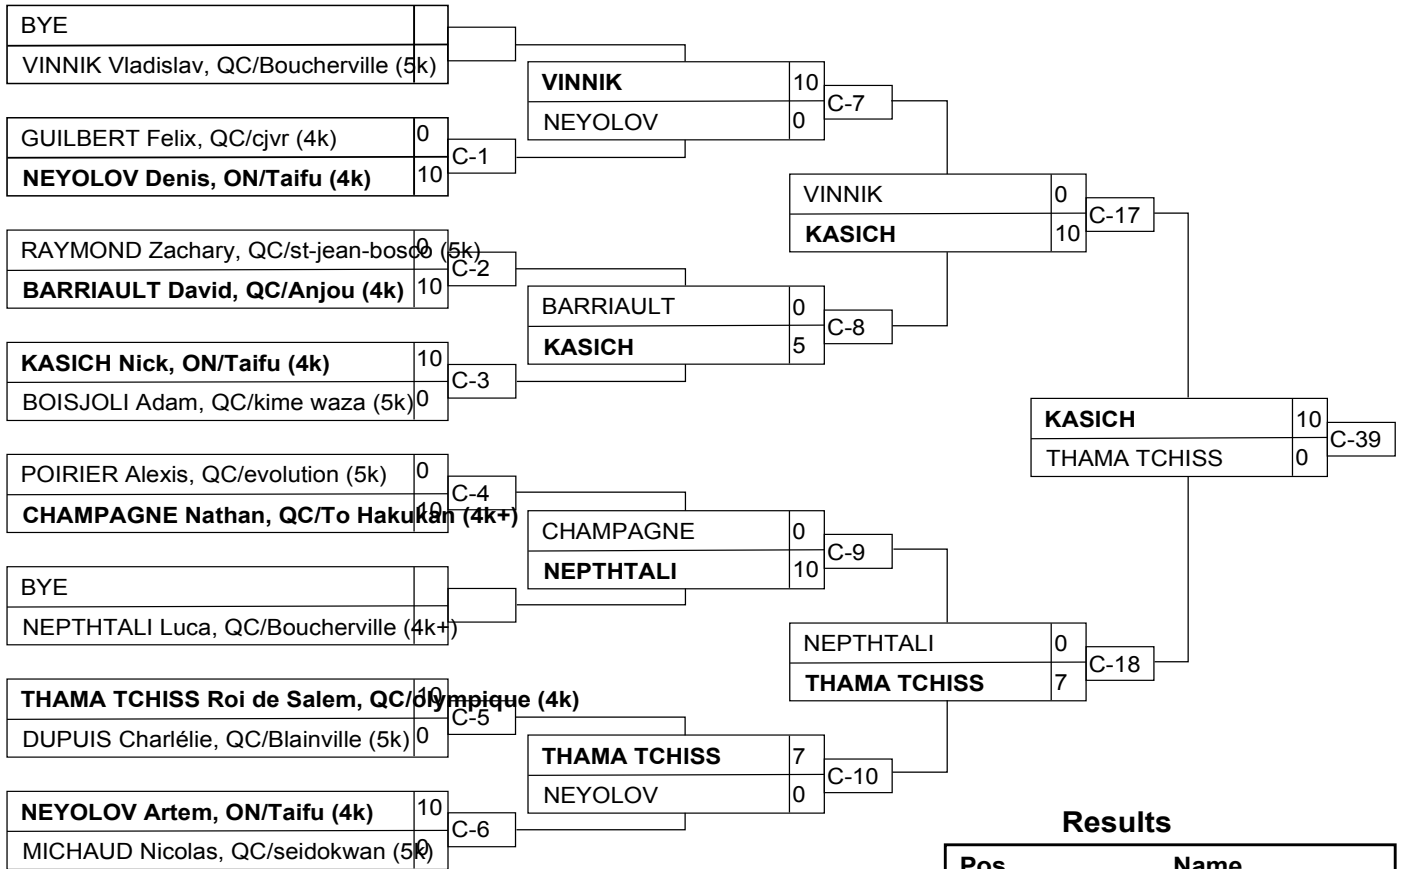 BYE
VINNIK Vladislav, QC/Boucherville (5k)
GUILBERT Felix, QC/cjvr (4k) 0
NEYOLOV Denis, ON/Taifu (4k) 10
C-1
RAYMOND Zachary, QC/st-jean-bosco (5k) 0
BARRIAULT David, QC/Anjou (4k) 10
C-2
KASICH Nick, ON/Taifu (4k) 10
BOISJOLI Adam, QC/kime waza (5k) 0
C-3
POIRIER Alexis, QC/evolution (5k) 0
CHAMPAGNE Nathan, QC/To Hakukan (4k+) 10
C-4
BYE
NEPTHTALI Luca, QC/Boucherville (4k+)
THAMA TCHISS Roi de Salem, QC/olympique (4k) 10
DUPUIS Charlélie, QC/Blainville (5k) 0
C-5
NEYOLOV Artem, ON/Taifu (4k) 10
MICHAUD Nicolas, QC/seidokwan (5k) 0
C-6
VINNIK 10
NEYOLOV 0
C-7
BARRIAULT 0
KASICH 5
C-8
CHAMPAGNE 0
NEPTHTALI 10
C-9
THAMA TCHISS 7
NEYOLOV 0
C-10
VINNIK 0
KASICH 10
C-17
NEPTHTALI 0
THAMA TCHISS 7
C-18
KASICH 10
THAMA TCHISS 0
C-39
Results
Pos Name